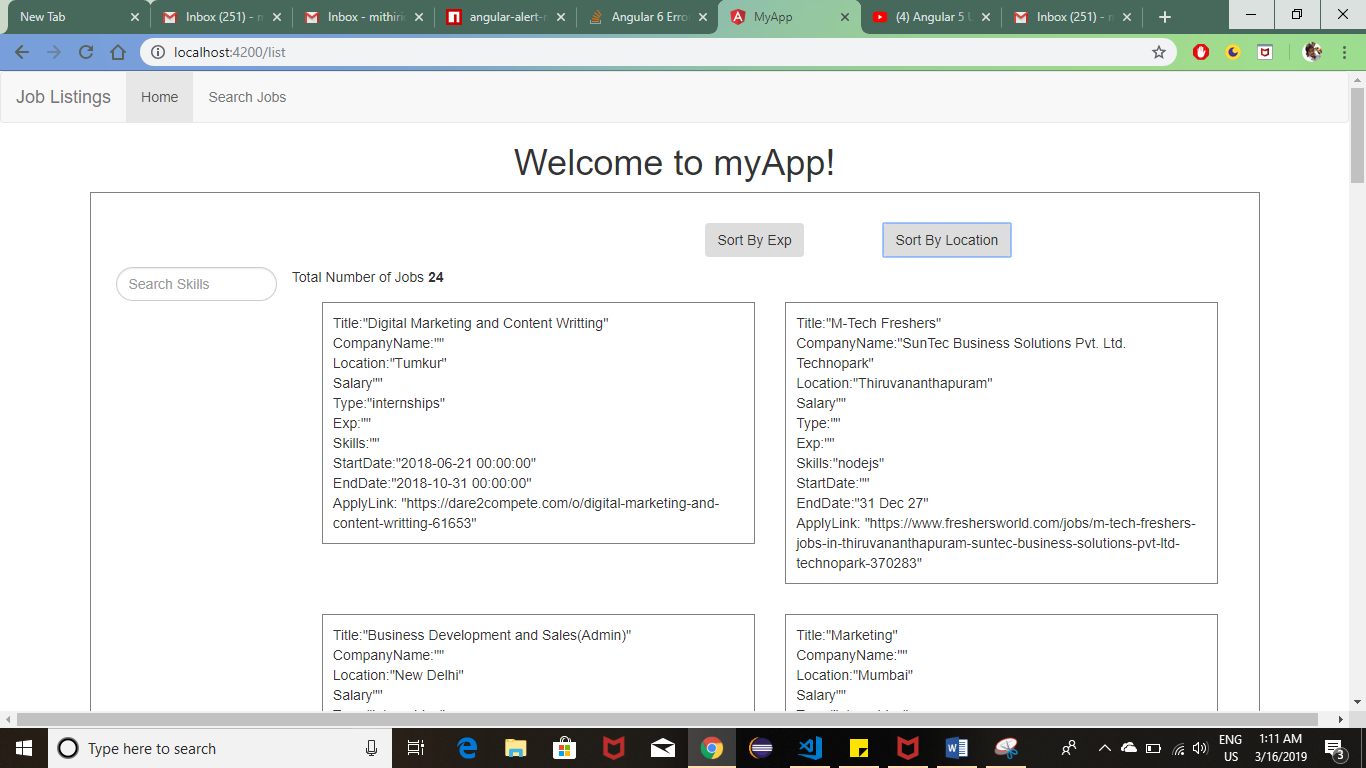 New Tab
Inbox (251) - m
Inbox - mithiri
angular-alert-
Angular 6 Erro
MyApp
(4) Angular 5 U
Inbox (251) - m
localhost:4200/list
Job Listings
Home
Search Jobs
Welcome to myApp!
Sort By Exp
Sort By Location
Search Skills
Total Number of Jobs 24
Title:"Digital Marketing and Content Writting"
CompanyName:""
Location:"Tumkur"
Salary""
Type:"internships"
Exp:""
Skills:""
StartDate:"2018-06-21 00:00:00"
EndDate:"2018-10-31 00:00:00"
ApplyLink: "https://dare2compete.com/o/digital-marketing-and-
content-writting-61653"
Title:"M-Tech Freshers"
CompanyName:"SunTec Business Solutions Pvt. Ltd.
Technopark"
Location:"Thiruvananthapuram"
Salary""
Type:""
Exp:""
Skills:"nodejs"
StartDate:""
EndDate:"31 Dec 27"
ApplyLink: "https://www.freshersworld.com/jobs/m-tech-freshers-
jobs-in-thiruvananthapuram-suntec-business-solutions-pvt-ltd-
technopark-370283"
Title:"Business Development and Sales(Admin)"
CompanyName:""
Location:"New Delhi"
Salary""
Title:"Marketing"
CompanyName:""
Location:"Mumbai"
Salary""
Type here to search
ENG
US
1:11 AM
3/16/2019
3